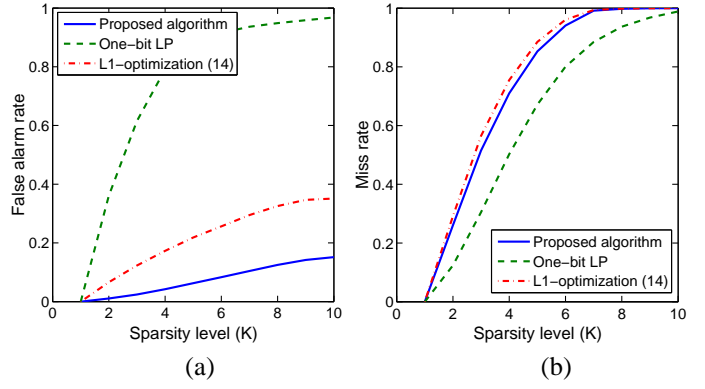 1
0.8
0.6
0.4
0.2
0
0 2 4 6 8 10
False alarm rate
Sparsity level (K)
Proposed algorithm
One−bit LP
L1−optimization (14)
(a)
1
0.8
0.6
0.4
0.2
0
0 2 4 6 8 10
Miss rate
Sparsity level (K)
Proposed algorithm
One−bit LP
L1−optimization (14)
(b)